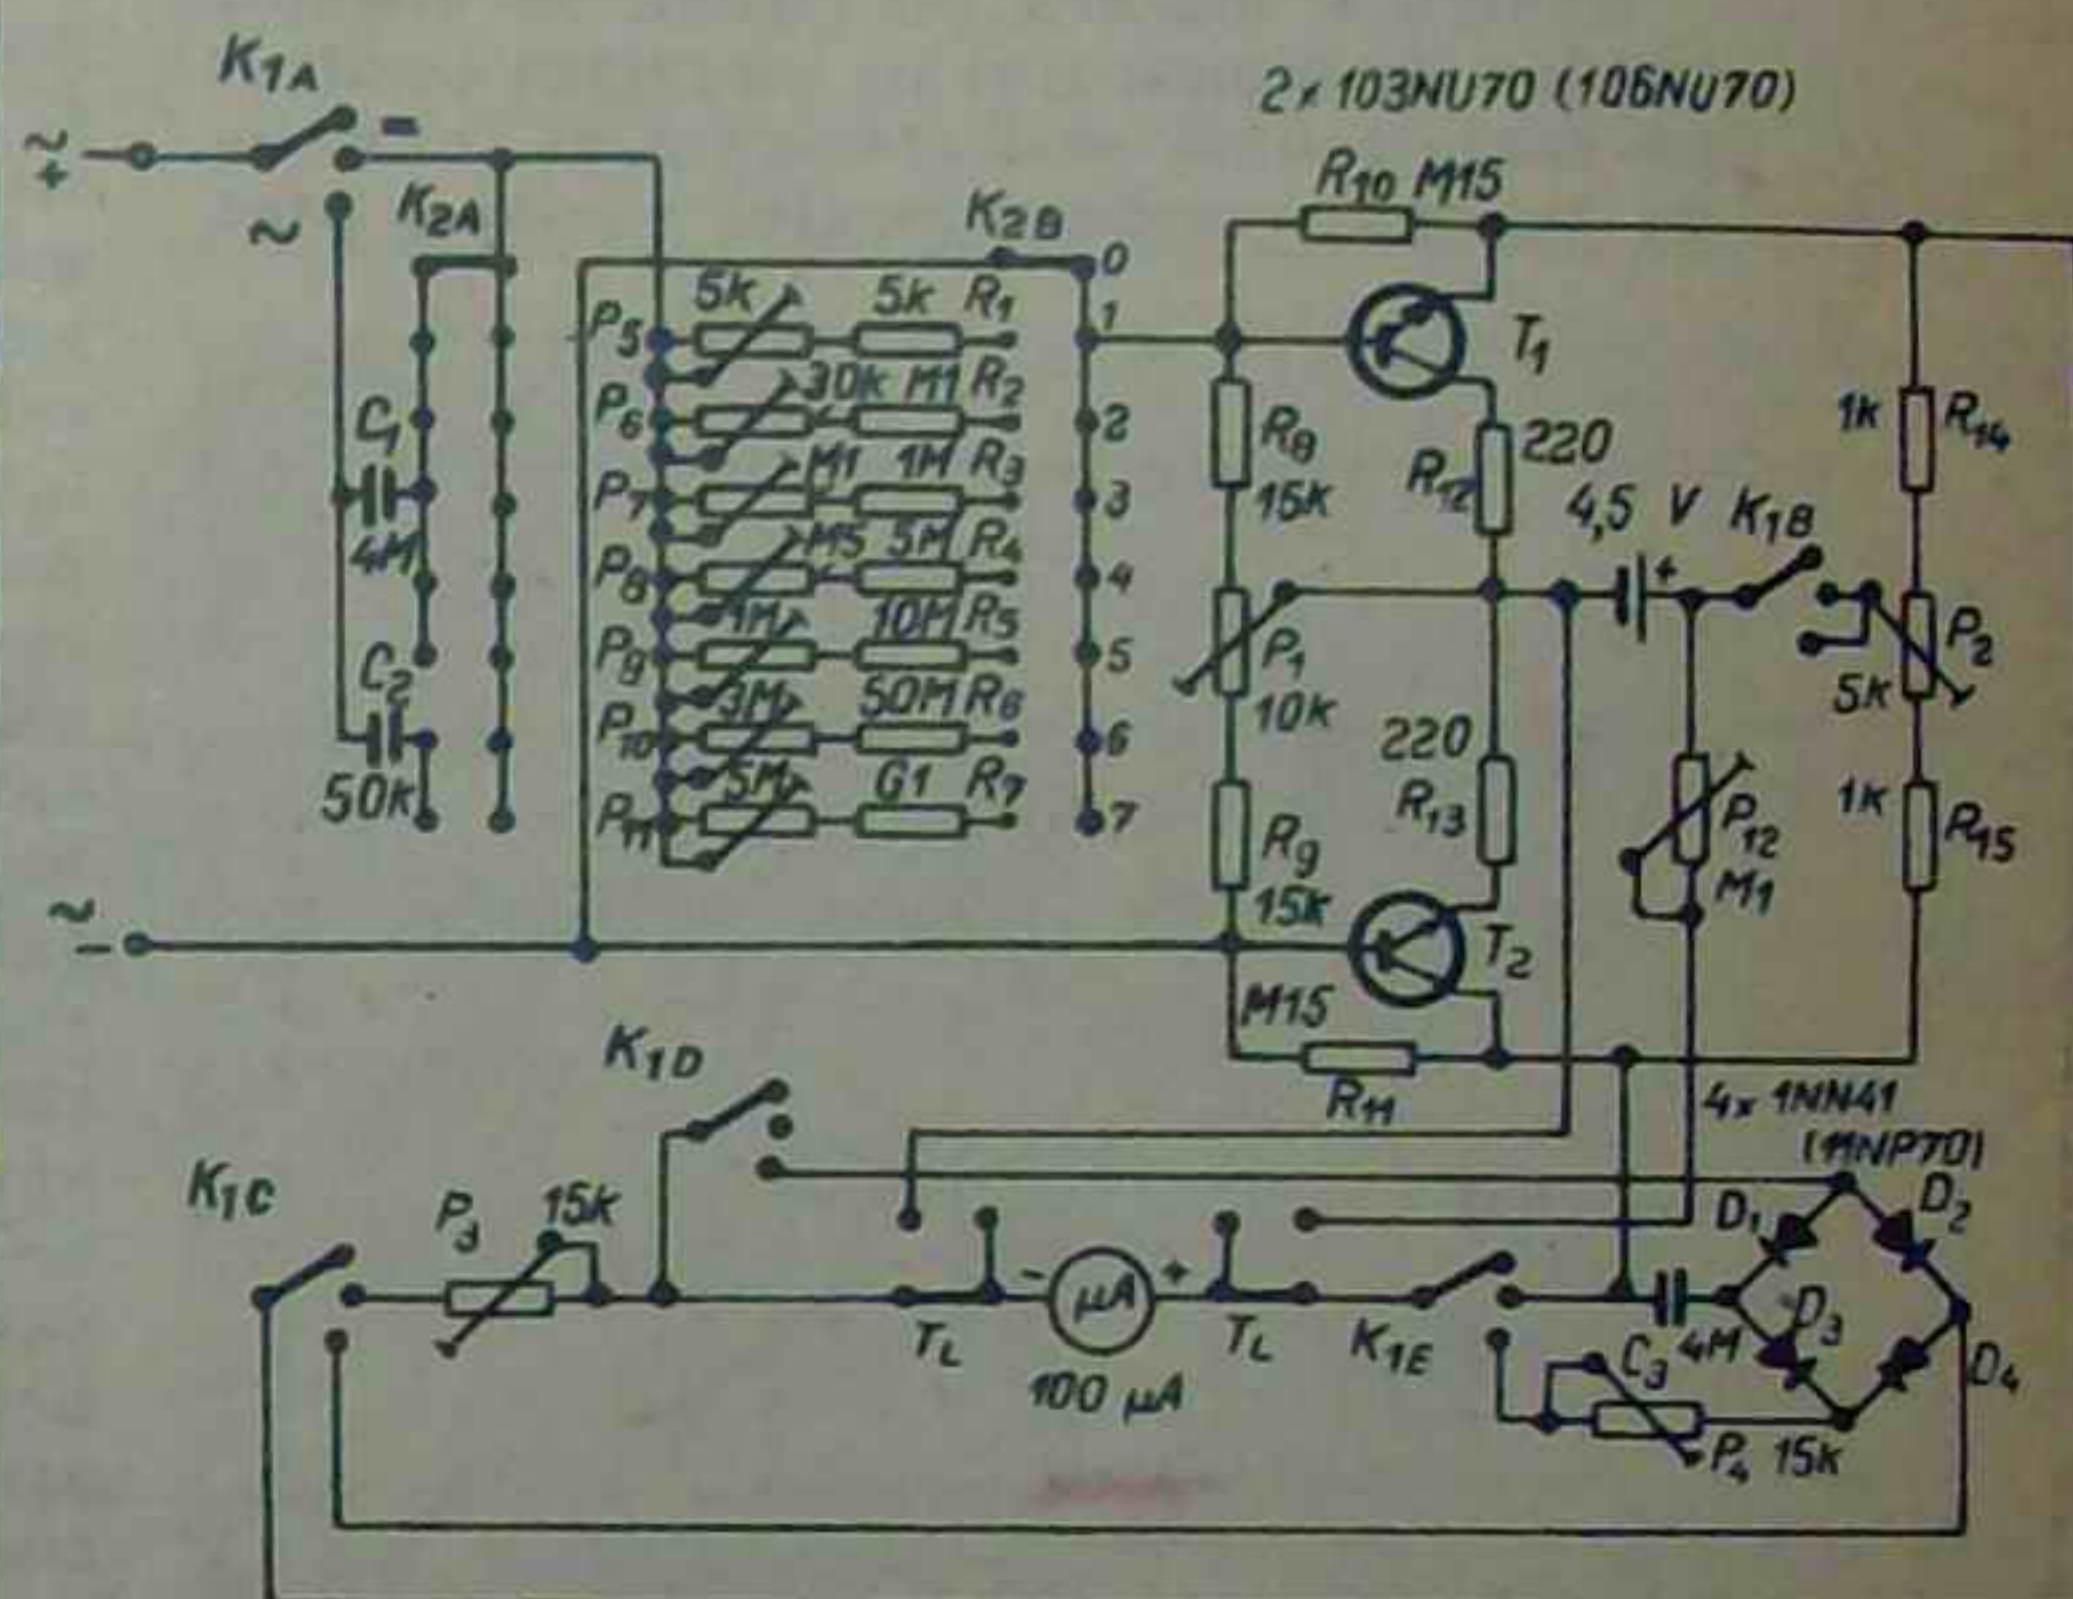 K1A
2x 103NU70 (106NU70)
~
+
=
~
K2A
K2B
R10 M15
0
1
2
3
4
5
6
7
P5 5k 5k R1
P6 30k M1 R2
P7 M1 1M R3
P8 M5 5M R4
P9 1M 10M R5
P10 3M 50M R6
P11 5M G1 R7
C1
4M
C2
50k
T1
R8
15k
R12
220
4,5 V
+
K1B
1k R14
P1
10k
P2
5k
220
R13
R9
15k
P12
M1
1k R15
~
-
T2
M15
R11
K1D
4x 1NN41
(11NP70)
K1C
P3 15k
D1
D2
D3
D4
- μA +
TL
100 μA
TL
K1E
C3 4M
P4 15k